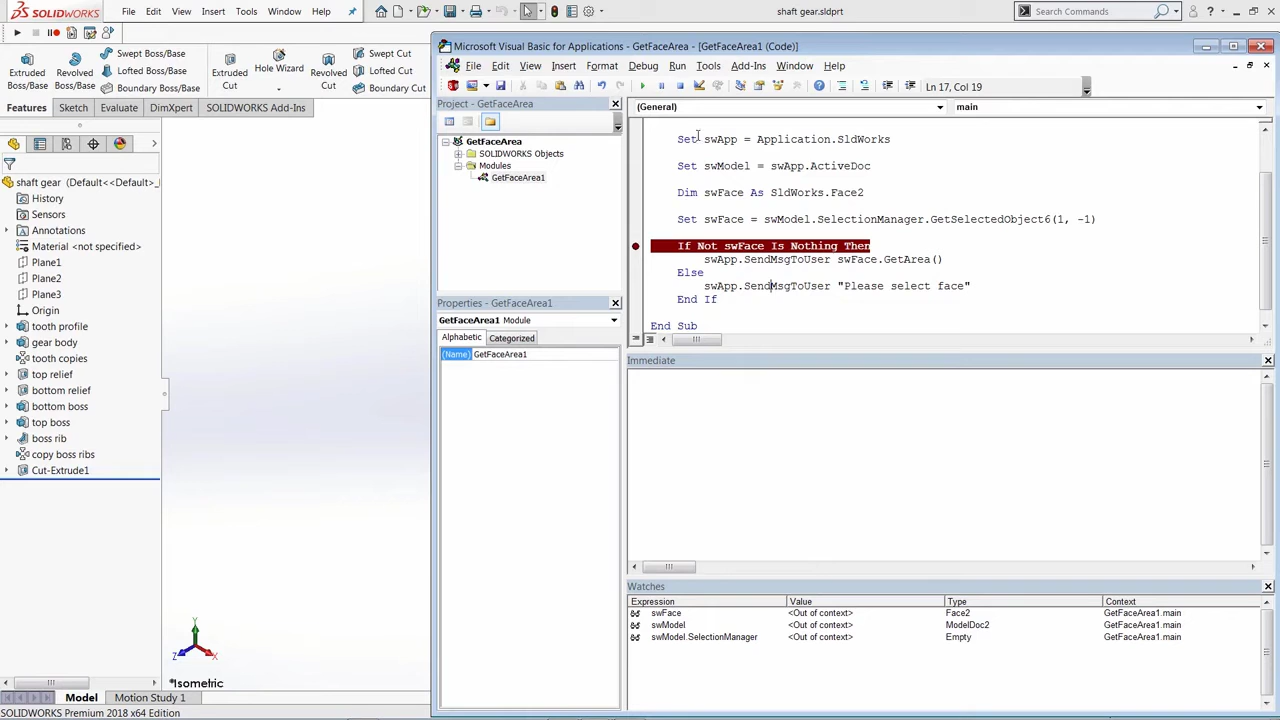 SOLIDWORKS
File
Edit
View
Insert
Tools
Window
Help
shaft gear.sldprt
Search Commands
Extruded
Boss/Base
Revolved
Boss/Base
Swept Boss/Base
Lofted Boss/Base
Boundary Boss/Base
Extruded
Cut
Hole Wizard
Revolved
Cut
Swept Cut
Lofted Cut
Boundary Cut
Features
Sketch
Evaluate
DimXpert
SOLIDWORKS Add-Ins
shaft gear (Default<<Default>_
History
Sensors
Annotations
Material <not specified>
Plane1
Plane2
Plane3
Origin
tooth profile
gear body
tooth copies
top relief
bottom relief
bottom boss
top boss
boss rib
copy boss ribs
Cut-Extrude1
Y
Z
X
*Isometric
Model
Motion Study 1
SOLIDWORKS Premium 2018 x64 Edition
Microsoft Visual Basic for Applications - GetFaceArea - [GetFaceArea1 (Code)]
File
Edit
View
Insert
Format
Debug
Run
Tools
Add-Ins
Window
Help
Ln 17, Col 19
Project - GetFaceArea
GetFaceArea
SOLIDWORKS Objects
Modules
GetFaceArea1
Properties - GetFaceArea1
GetFaceArea1 Module
Alphabetic
Categorized
(Name) GetFaceArea1
(General)
main
Set swApp = Application.SldWorks
Set swModel = swApp.ActiveDoc
Dim swFace As SldWorks.Face2
Set swFace = swModel.SelectionManager.GetSelectedObject6(1, -1)
If Not swFace Is Nothing Then
swApp.SendMsgToUser swFace.GetArea()
Else
swApp.SendMsgToUser "Please select face"
End If
End Sub
Immediate
Watches
Expression Value Type Context
swFace <Out of context> Face2 GetFaceArea1.main
swModel <Out of context> ModelDoc2 GetFaceArea1.main
swModel.SelectionManager <Out of context> Empty GetFaceArea1.main